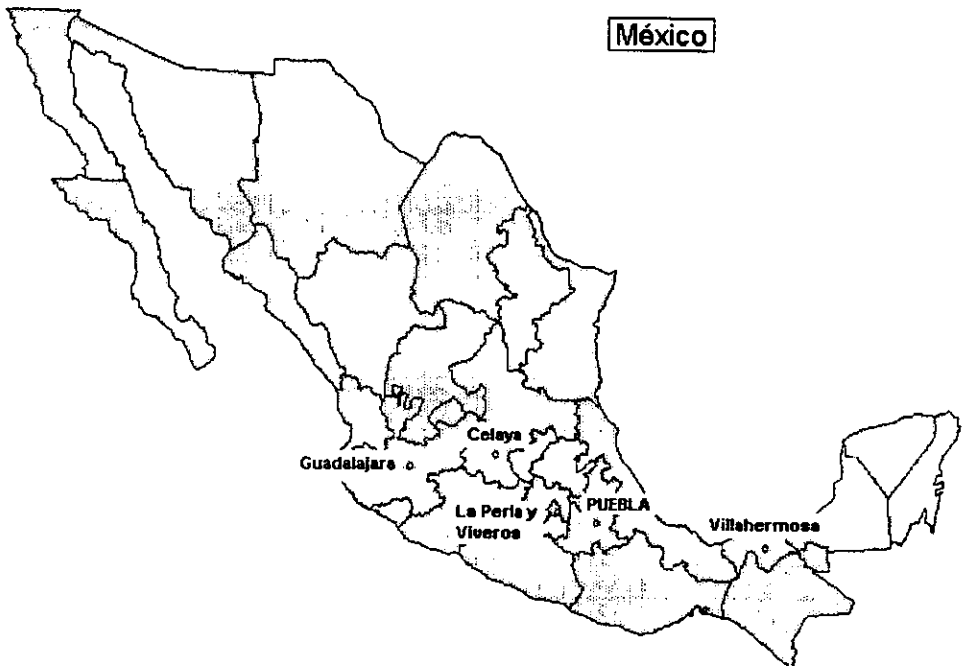 México
Celaya
Guadalajara
La Perla y
Viveros
PUEBLA
Villahermosa